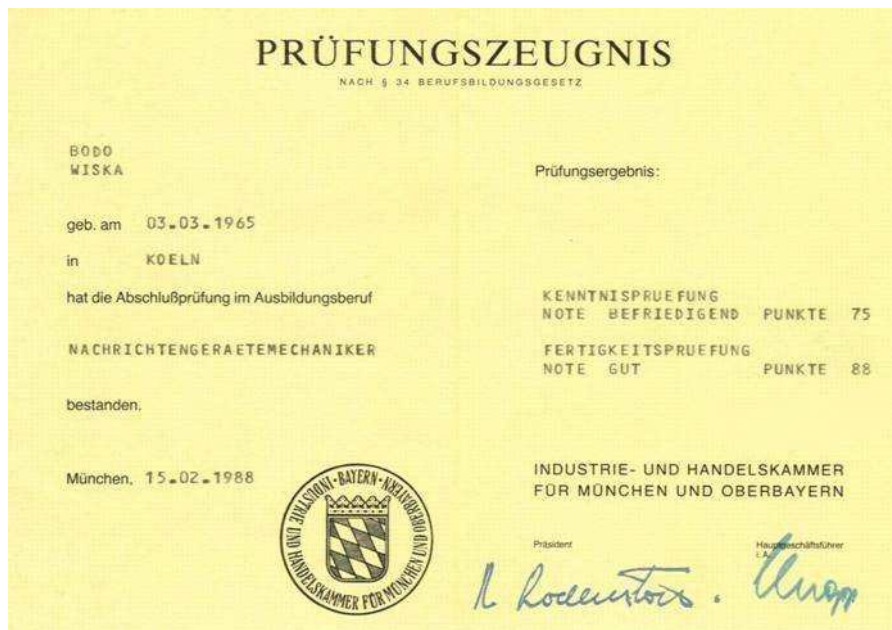 PRÜFUNGSZEUGNIS
NACH § 34 BERUFSBILDUNGSGESETZ
BODO
WISKA
geb. am 03.03.1965
in KOELN
hat die Abschlußprüfung im Ausbildungsberuf
NACHRICHTENGERAETEMECHANIKER
bestanden.
München, 15.02.1988
INDUSTRIE UND HANDELSKAMMER FÜR MÜNCHEN UND OBERBAYERN
BAYERN
Prüfungsergebnis:
KENNTNISPRUEFUNG
NOTE BEFRIEDIGEND PUNKTE 75
FERTIGKEITSPRUEFUNG
NOTE GUT PUNKTE 88
INDUSTRIE- UND HANDELSKAMMER
FÜR MÜNCHEN UND OBERBAYERN
Präsident Hauptgeschäftsführer
i. A.